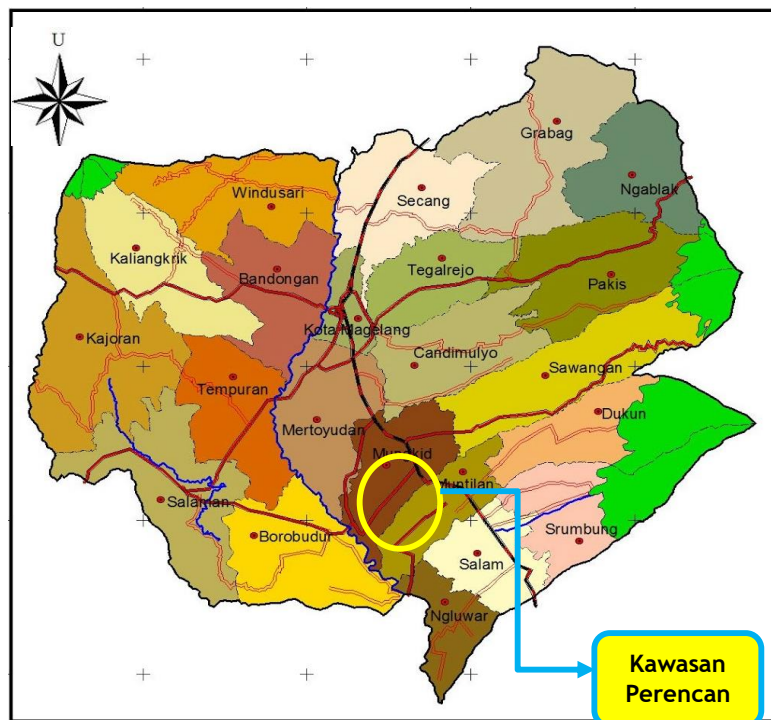 U
Grabag
Ngablak
Secang
Windusari
Kaliangkrik
Tegalrejo
Bandongan
Pakis
Kota Magelang
Kajoran
Candimulyo
Sawangan
Tempuran
Dukun
Mertoyudan
Mungkid
Muntilan
Salaman
Borobudur
Srumbung
Salam
Ngluwar
Kawasan
Perencan